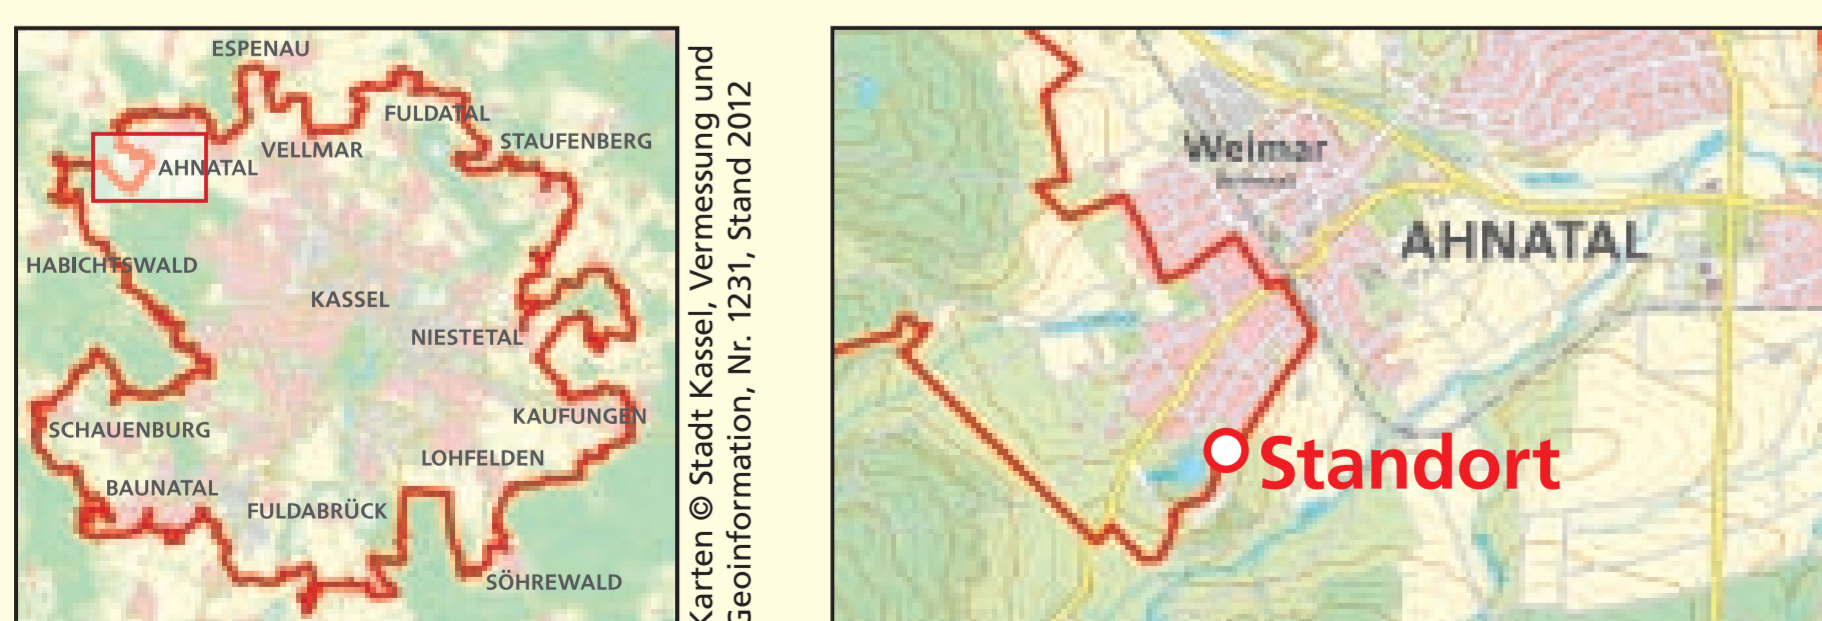 ESPENAU
FULDATAL
STAUFENBERG
VELLMAR
AHNATAL
HABICHTSWALD
KASSEL
NIESTETAL
KAUFUNGEN
SCHAUENBURG
LOHFELDEN
BAUNATAL
FULDABRÜCK
SÖHREWALD
Karten © Stadt Kassel, Vermessung und
Geoinformation, Nr. 1231, Stand 2012
Weimar
AHNATAL
Standort